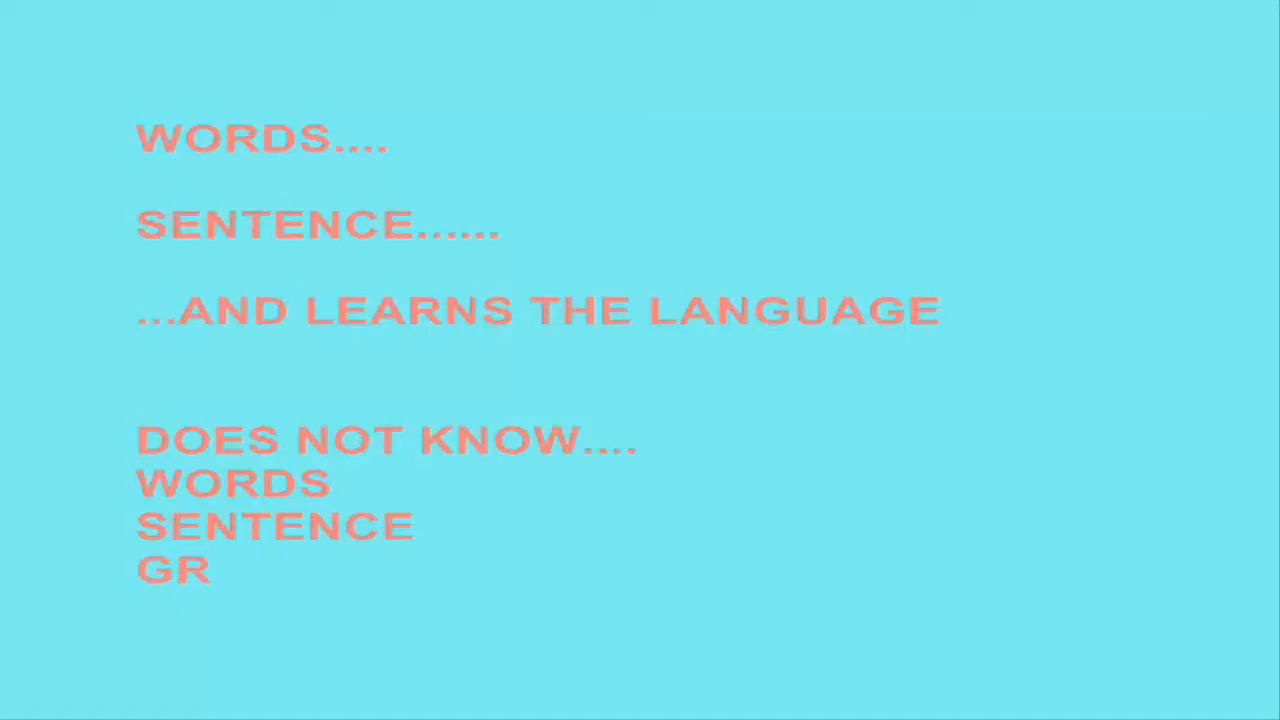 WORDS....
SENTENCE......
...AND LEARNS THE LANGUAGE
DOES NOT KNOW....
WORDS
SENTENCE
GR